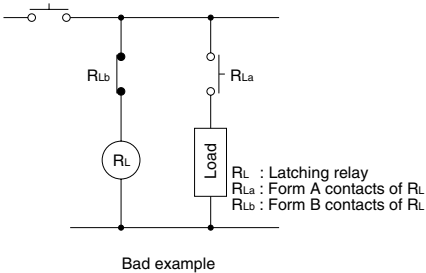 RLb
RLa
RL
Load
RL : Latching relay
RLa : Form A contacts of RL
RLb : Form B contacts of RL
Bad example